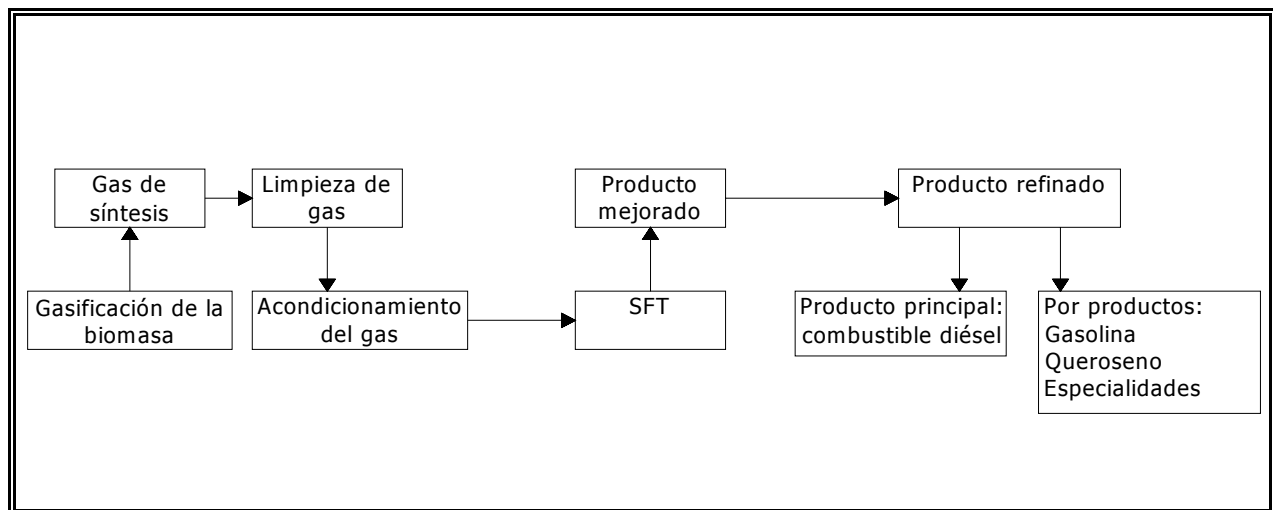 Gas de
síntesis
Limpieza de
gas
Producto
mejorado
Producto refinado
Gasificación de la
biomasa
Acondicionamiento
del gas
SFT
Producto principal:
combustible diésel
Por productos:
Gasolina
Queroseno
Especialidades